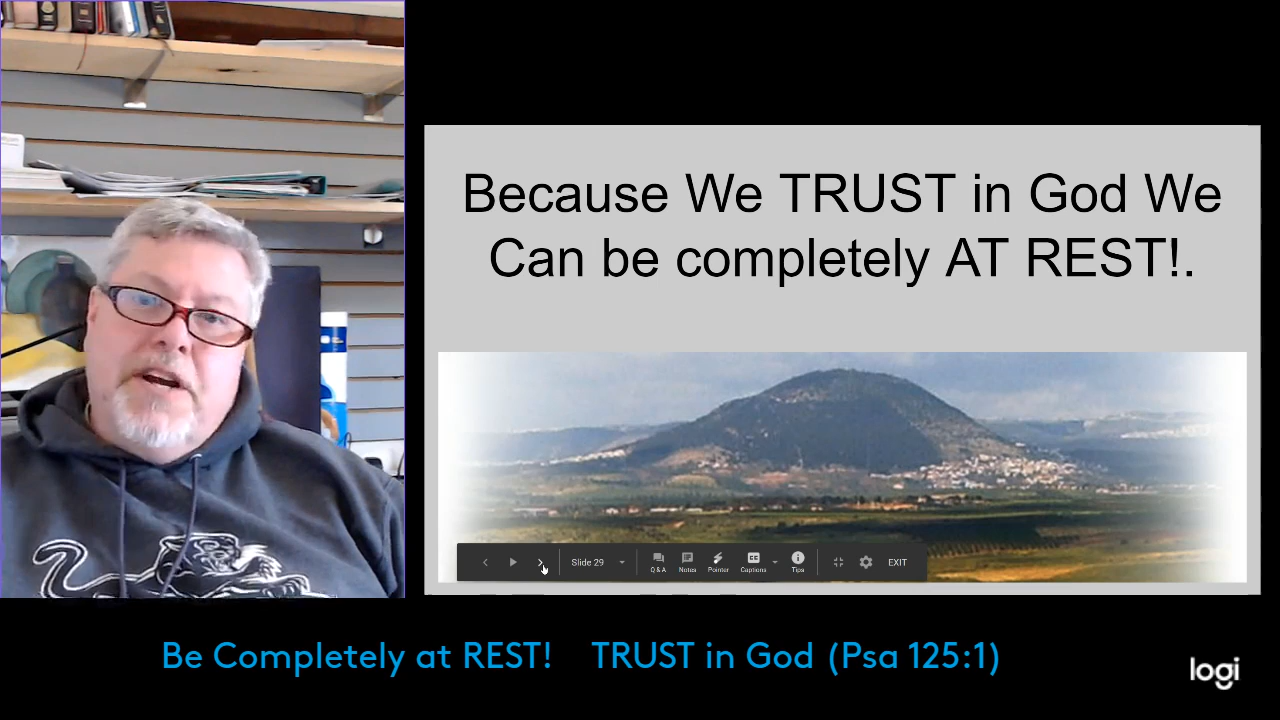 Because We TRUST in God We
Can be completely AT REST!.
Slide 29
Q & A
Notes
Pointer
Captions
Tips
EXIT
Be Completely at REST! TRUST in God (Psa 125:1)
logi